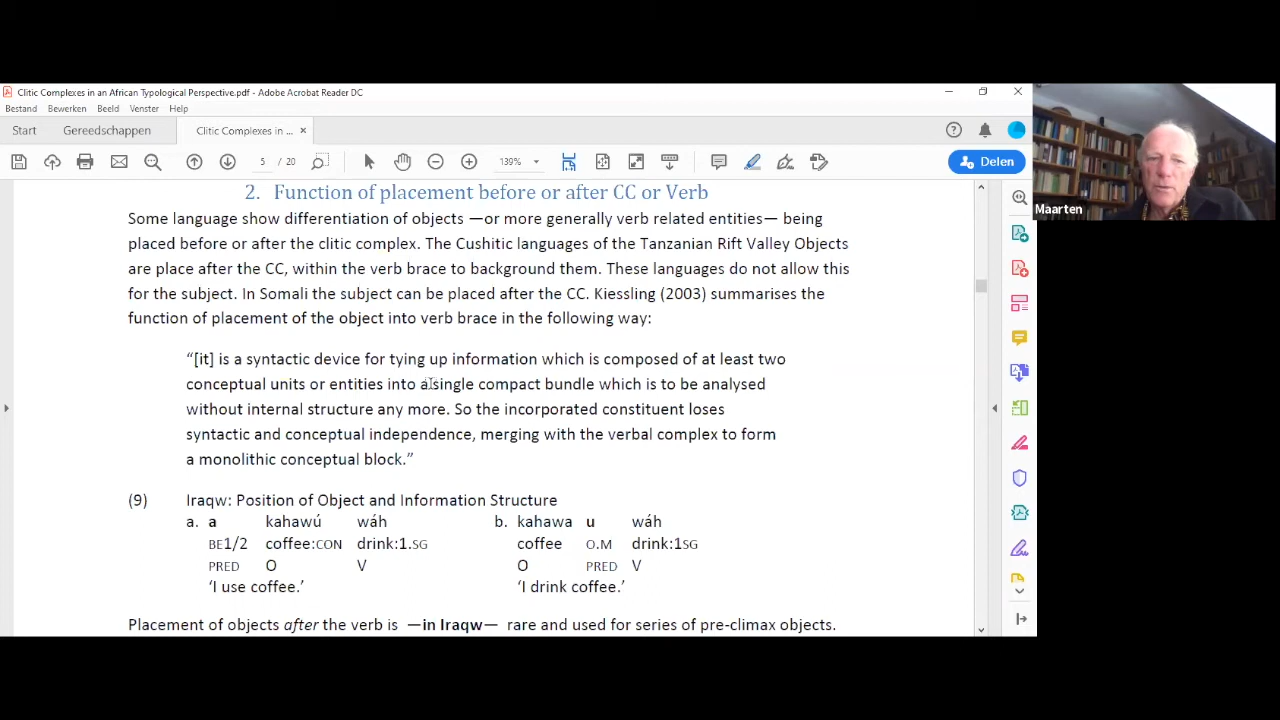 Clitic Complexes in an African Typological Perspective.pdf - Adobe Acrobat Reader DC
Bestand Bewerken Beeld Venster Help
Start Gereedschappen Clitic Complexes in ... ×
5 / 20 139% Delen
Maarten
2. Function of placement before or after CC or Verb
Some language show differentiation of objects —or more generally verb related entities— being
placed before or after the clitic complex. The Cushitic languages of the Tanzanian Rift Valley Objects
are place after the CC, within the verb brace to background them. These languages do not allow this
for the subject. In Somali the subject can be placed after the CC. Kiessling (2003) summarises the
function of placement of the object into verb brace in the following way:
“[it] is a syntactic device for tying up information which is composed of at least two
conceptual units or entities into a single compact bundle which is to be analysed
without internal structure any more. So the incorporated constituent loses
syntactic and conceptual independence, merging with the verbal complex to form
a monolithic conceptual block.”
(9) Iraqw: Position of Object and Information Structure
a. a kahawú wáh b. kahawa u wáh
BE1/2 coffee:CON drink:1.SG coffee O.M drink:1SG
PRED O V O PRED V
‘I use coffee.’ ‘I drink coffee.’
Placement of objects after the verb is —in Iraqw— rare and used for series of pre-climax objects.